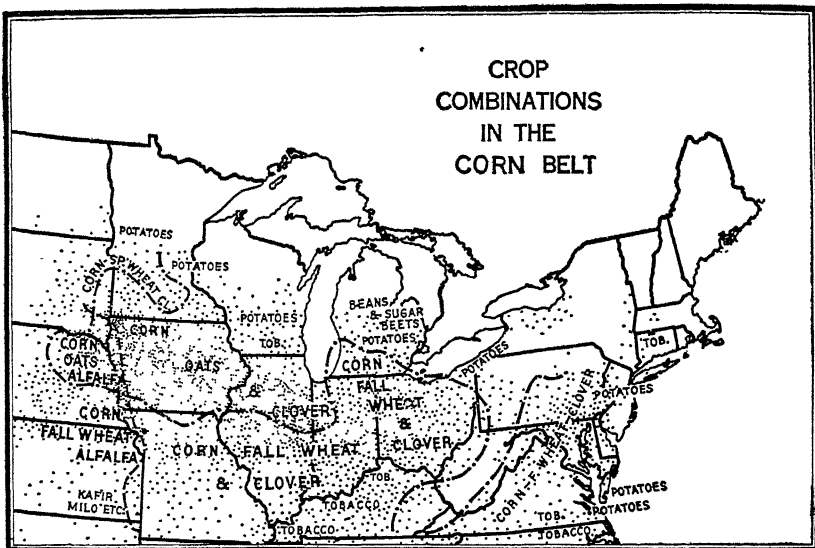 CROP
COMBINATIONS
IN THE
CORN BELT
POTATOES
POTATOES
CORN-SP.WHEAT-CL.
BEANS
& SUGAR
BEETS
POTATOES
POTATOES
TOB.
TOB.
CORN
OATS
& CLOVER
CORN
OATS
ALFALFA
CORN
FALL
WHEAT
&
CLOVER
POTATOES
POTATOES
CORN-F. WHEAT-CLOVER
CORN
FALL WHEAT
ALFALFA
CORN FALL WHEAT
& CLOVER
TOB.
KAFIR
MILO ETC.
TOBACCO
TOBACCO
POTATOES
POTATOES
TOB.
TOBACCO